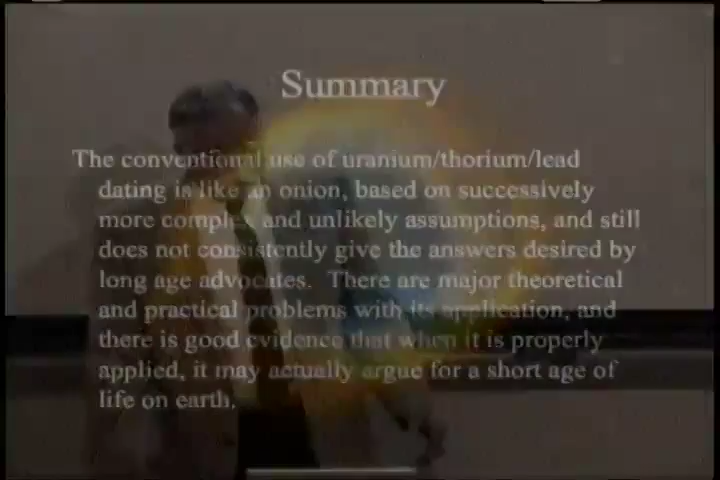 Summary
The conventional use of uranium/thorium/lead
dating is like an onion, based on successively
more complex and unlikely assumptions, and still
does not consistently give the answers desired by
long age advocates. There are major theoretical
and practical problems with its application, and
there is good evidence that when it is properly
applied, it may actually argue for a short age of
life on earth.